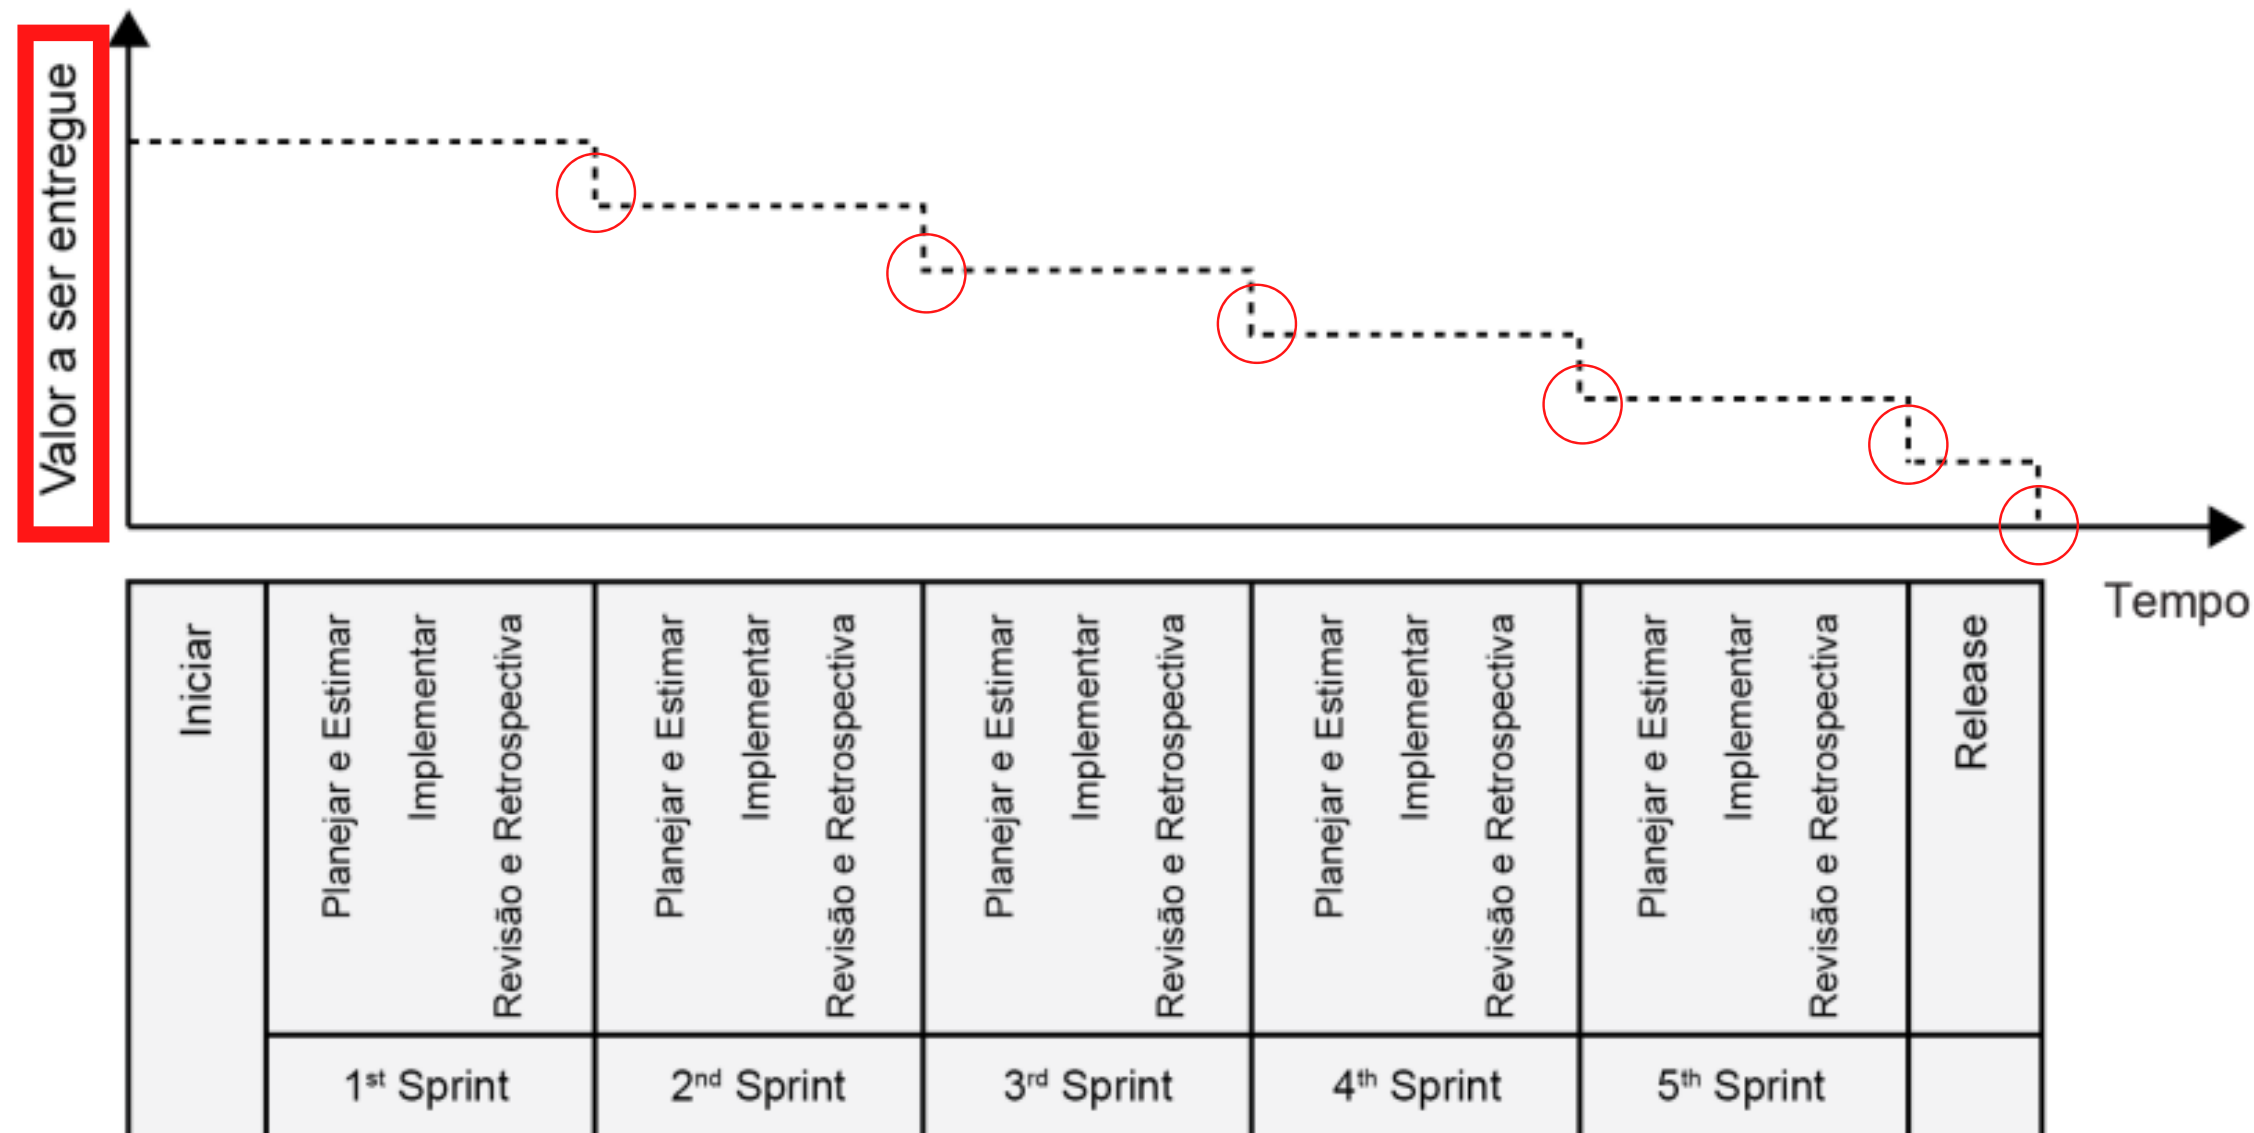 Valor a ser entregue
Tempo
Iniciar
Planejar e Estimar
Implementar
Revisão e Retrospectiva
Planejar e Estimar
Implementar
Revisão e Retrospectiva
Planejar e Estimar
Implementar
Revisão e Retrospectiva
Planejar e Estimar
Implementar
Revisão e Retrospectiva
Planejar e Estimar
Implementar
Revisão e Retrospectiva
Release
1st Sprint
2nd Sprint
3rd Sprint
4th Sprint
5th Sprint